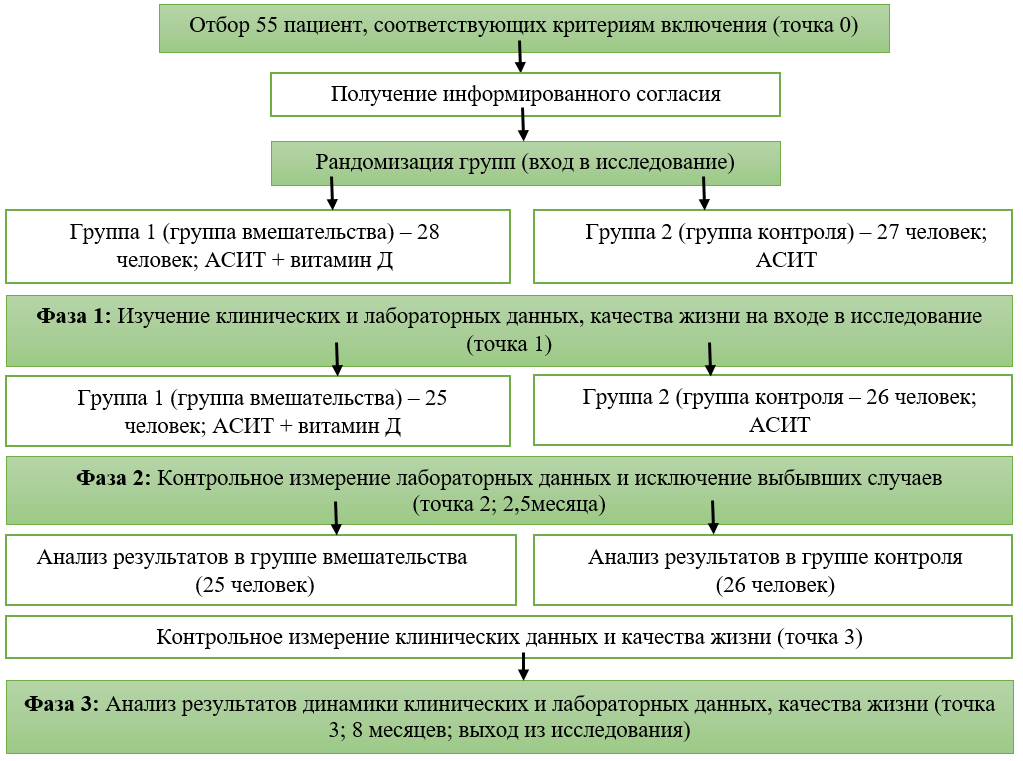 Отбор 55 пациент, соответствующих критериям включения (точка 0)
Получение информированного согласия
Рандомизация групп (вход в исследование)
Группа 1 (группа вмешательства) – 28
человек; АСИТ + витамин Д
Группа 2 (группа контроля) – 27 человек;
АСИТ
Фаза 1: Изучение клинических и лабораторных данных, качества жизни на входе в исследование
(точка 1)
Группа 1 (группа вмешательства) – 25
человек; АСИТ + витамин Д
Группа 2 (группа контроля – 26 человек;
АСИТ
Фаза 2: Контрольное измерение лабораторных данных и исключение выбывших случаев
(точка 2; 2,5месяца)
Анализ результатов в группе вмешательства
(25 человек)
Анализ результатов в группе контроля
(26 человек)
Контрольное измерение клинических данных и качества жизни (точка 3)
Фаза 3: Анализ результатов динамики клинических и лабораторных данных, качества жизни (точка
3; 8 месяцев; выход из исследования)